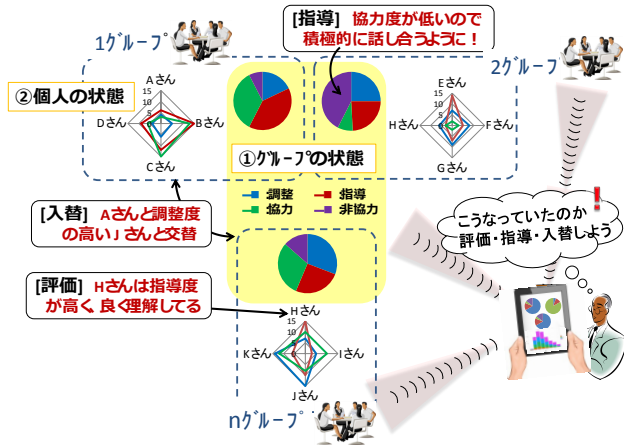 1グループ
[指導] 協力度が低いので
積極的に話し合うように！
2グループ
②個人の状態
Aさん
15
10
5
0
Dさん
Bさん
Cさん
Eさん
15
10
5
0
Hさん
Fさん
Gさん
①グループの状態
調整
指導
協力
非協力
[入替] Aさんと調整度
の高いJさんと交替
こうなっていたのか
評価・指導・入替しよう
[評価] Hさんは指導度
が高く、良く理解してる
Hさん
15
10
5
0
Kさん
Iさん
Jさん
nグループ